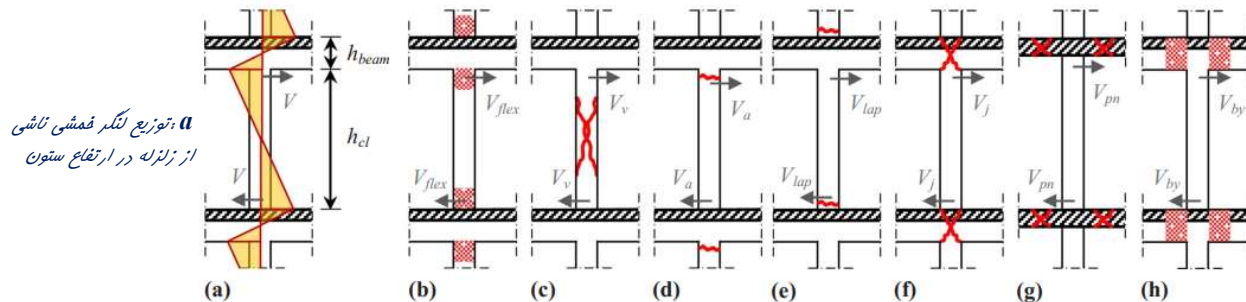 a: توزیع لنگر خمشی ناشی
از زلزله در ارتفاع ستون
h_beam
h_cl
V
V
(a)
V_flex
V_flex
(b)
V_v
V_v
(c)
V_a
V_a
(d)
V_lap
V_lap
(e)
V_j
V_j
(f)
V_pn
V_pn
(g)
V_by
V_by
(h)